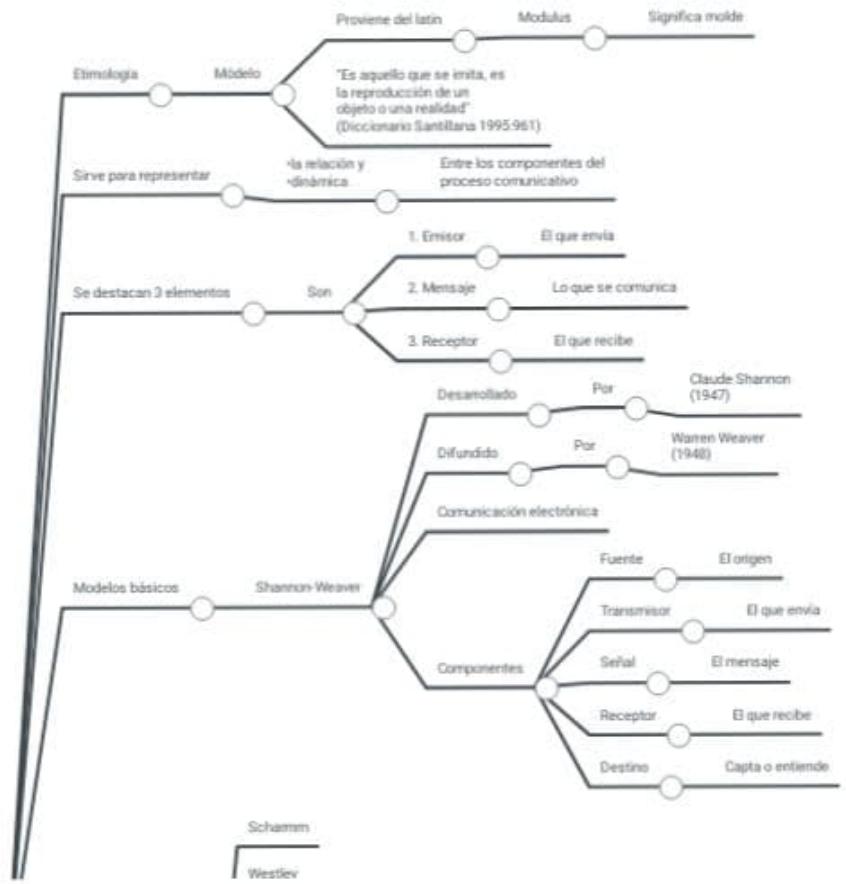 Proviene del latin
Modulus
Significa molde
Etimología
Módelo
"Es aquello que se imita, es
la reproducción de un
objeto o una realidad"
(Diccionario Santillana 1995:961)
Sirve para representar
•la relación y
•dinámica
Entre los componentes del
proceso comunicativo
Se destacan 3 elementos
Son
1. Emisor
El que envía
2. Mensaje
Lo que se comunica
3. Receptor
El que recibe
Modelos básicos
Shannon-Weaver
Desarrollado
Por
Claude Shannon
(1947)
Difundido
Por
Warren Weaver
(1948)
Comunicación electrónica
Componentes
Fuente
El origen
Transmisor
El que envía
Señal
El mensaje
Receptor
El que recibe
Destino
Capta o entiende
Scharmm
Westley